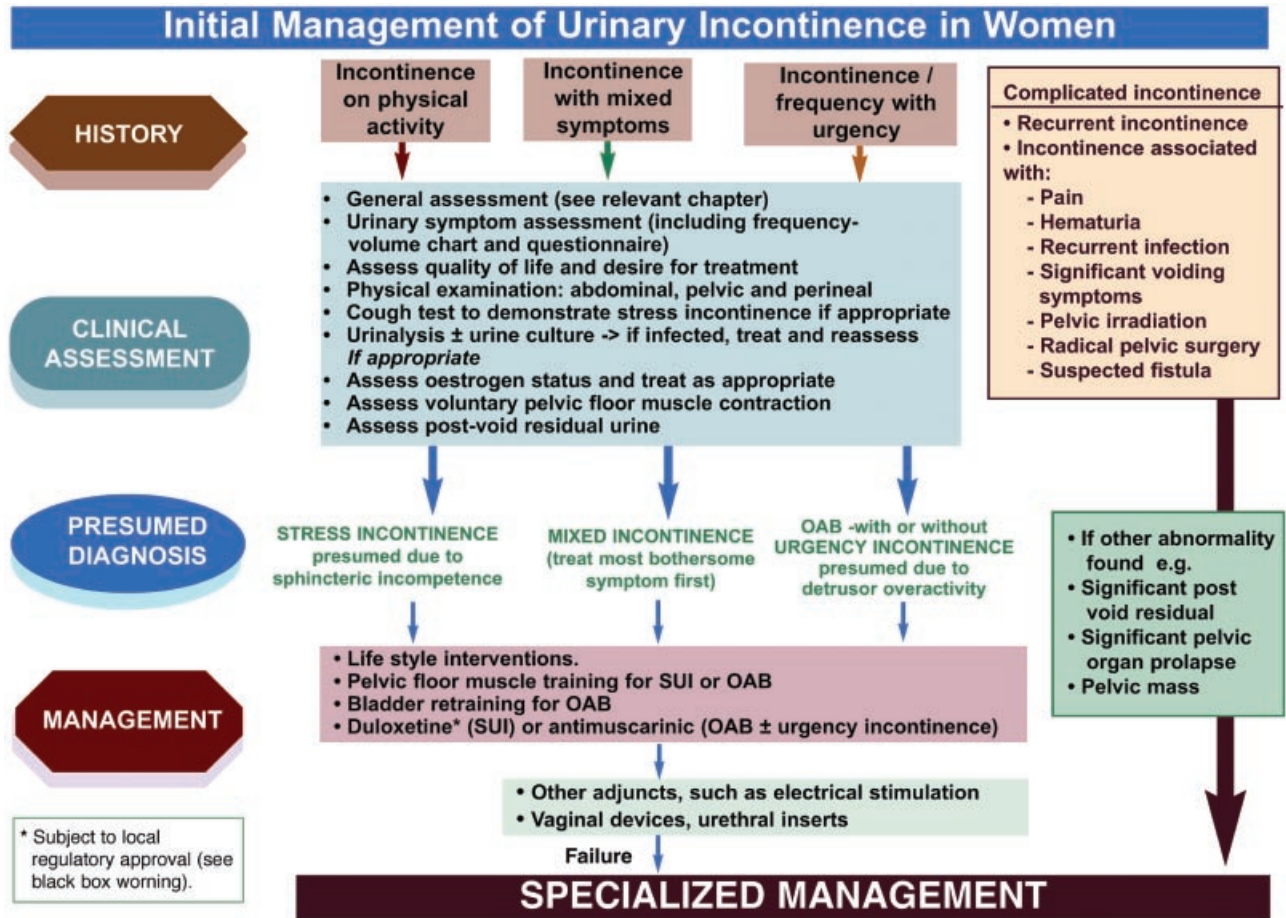 Initial Management of Urinary Incontinence in Women
HISTORY
Incontinence
on physical
activity
Incontinence
with mixed
symptoms
Incontinence /
frequency with
urgency
Complicated incontinence
• Recurrent incontinence
• Incontinence associated
with:
- Pain
- Hematuria
- Recurrent infection
- Significant voiding
symptoms
- Pelvic irradiation
- Radical pelvic surgery
- Suspected fistula
CLINICAL
ASSESSMENT
• General assessment (see relevant chapter)
• Urinary symptom assessment (including frequency-
volume chart and questionnaire)
• Assess quality of life and desire for treatment
• Physical examination: abdominal, pelvic and perineal
• Cough test to demonstrate stress incontinence if appropriate
• Urinalysis ± urine culture -> if infected, treat and reassess
If appropriate
• Assess oestrogen status and treat as appropriate
• Assess voluntary pelvic floor muscle contraction
• Assess post-void residual urine
PRESUMED
DIAGNOSIS
STRESS INCONTINENCE
presumed due to
sphincteric incompetence
MIXED INCONTINENCE
(treat most bothersome
symptom first)
OAB -with or without
URGENCY INCONTINENCE
presumed due to
detrusor overactivity
• If other abnormality
found e.g.
• Significant post
void residual
• Significant pelvic
organ prolapse
• Pelvic mass
MANAGEMENT
• Life style interventions.
• Pelvic floor muscle training for SUI or OAB
• Bladder retraining for OAB
• Duloxetine* (SUI) or antimuscarinic (OAB ± urgency incontinence)
• Other adjuncts, such as electrical stimulation
• Vaginal devices, urethral inserts
* Subject to local
regulatory approval (see
black box worning).
Failure
SPECIALIZED MANAGEMENT